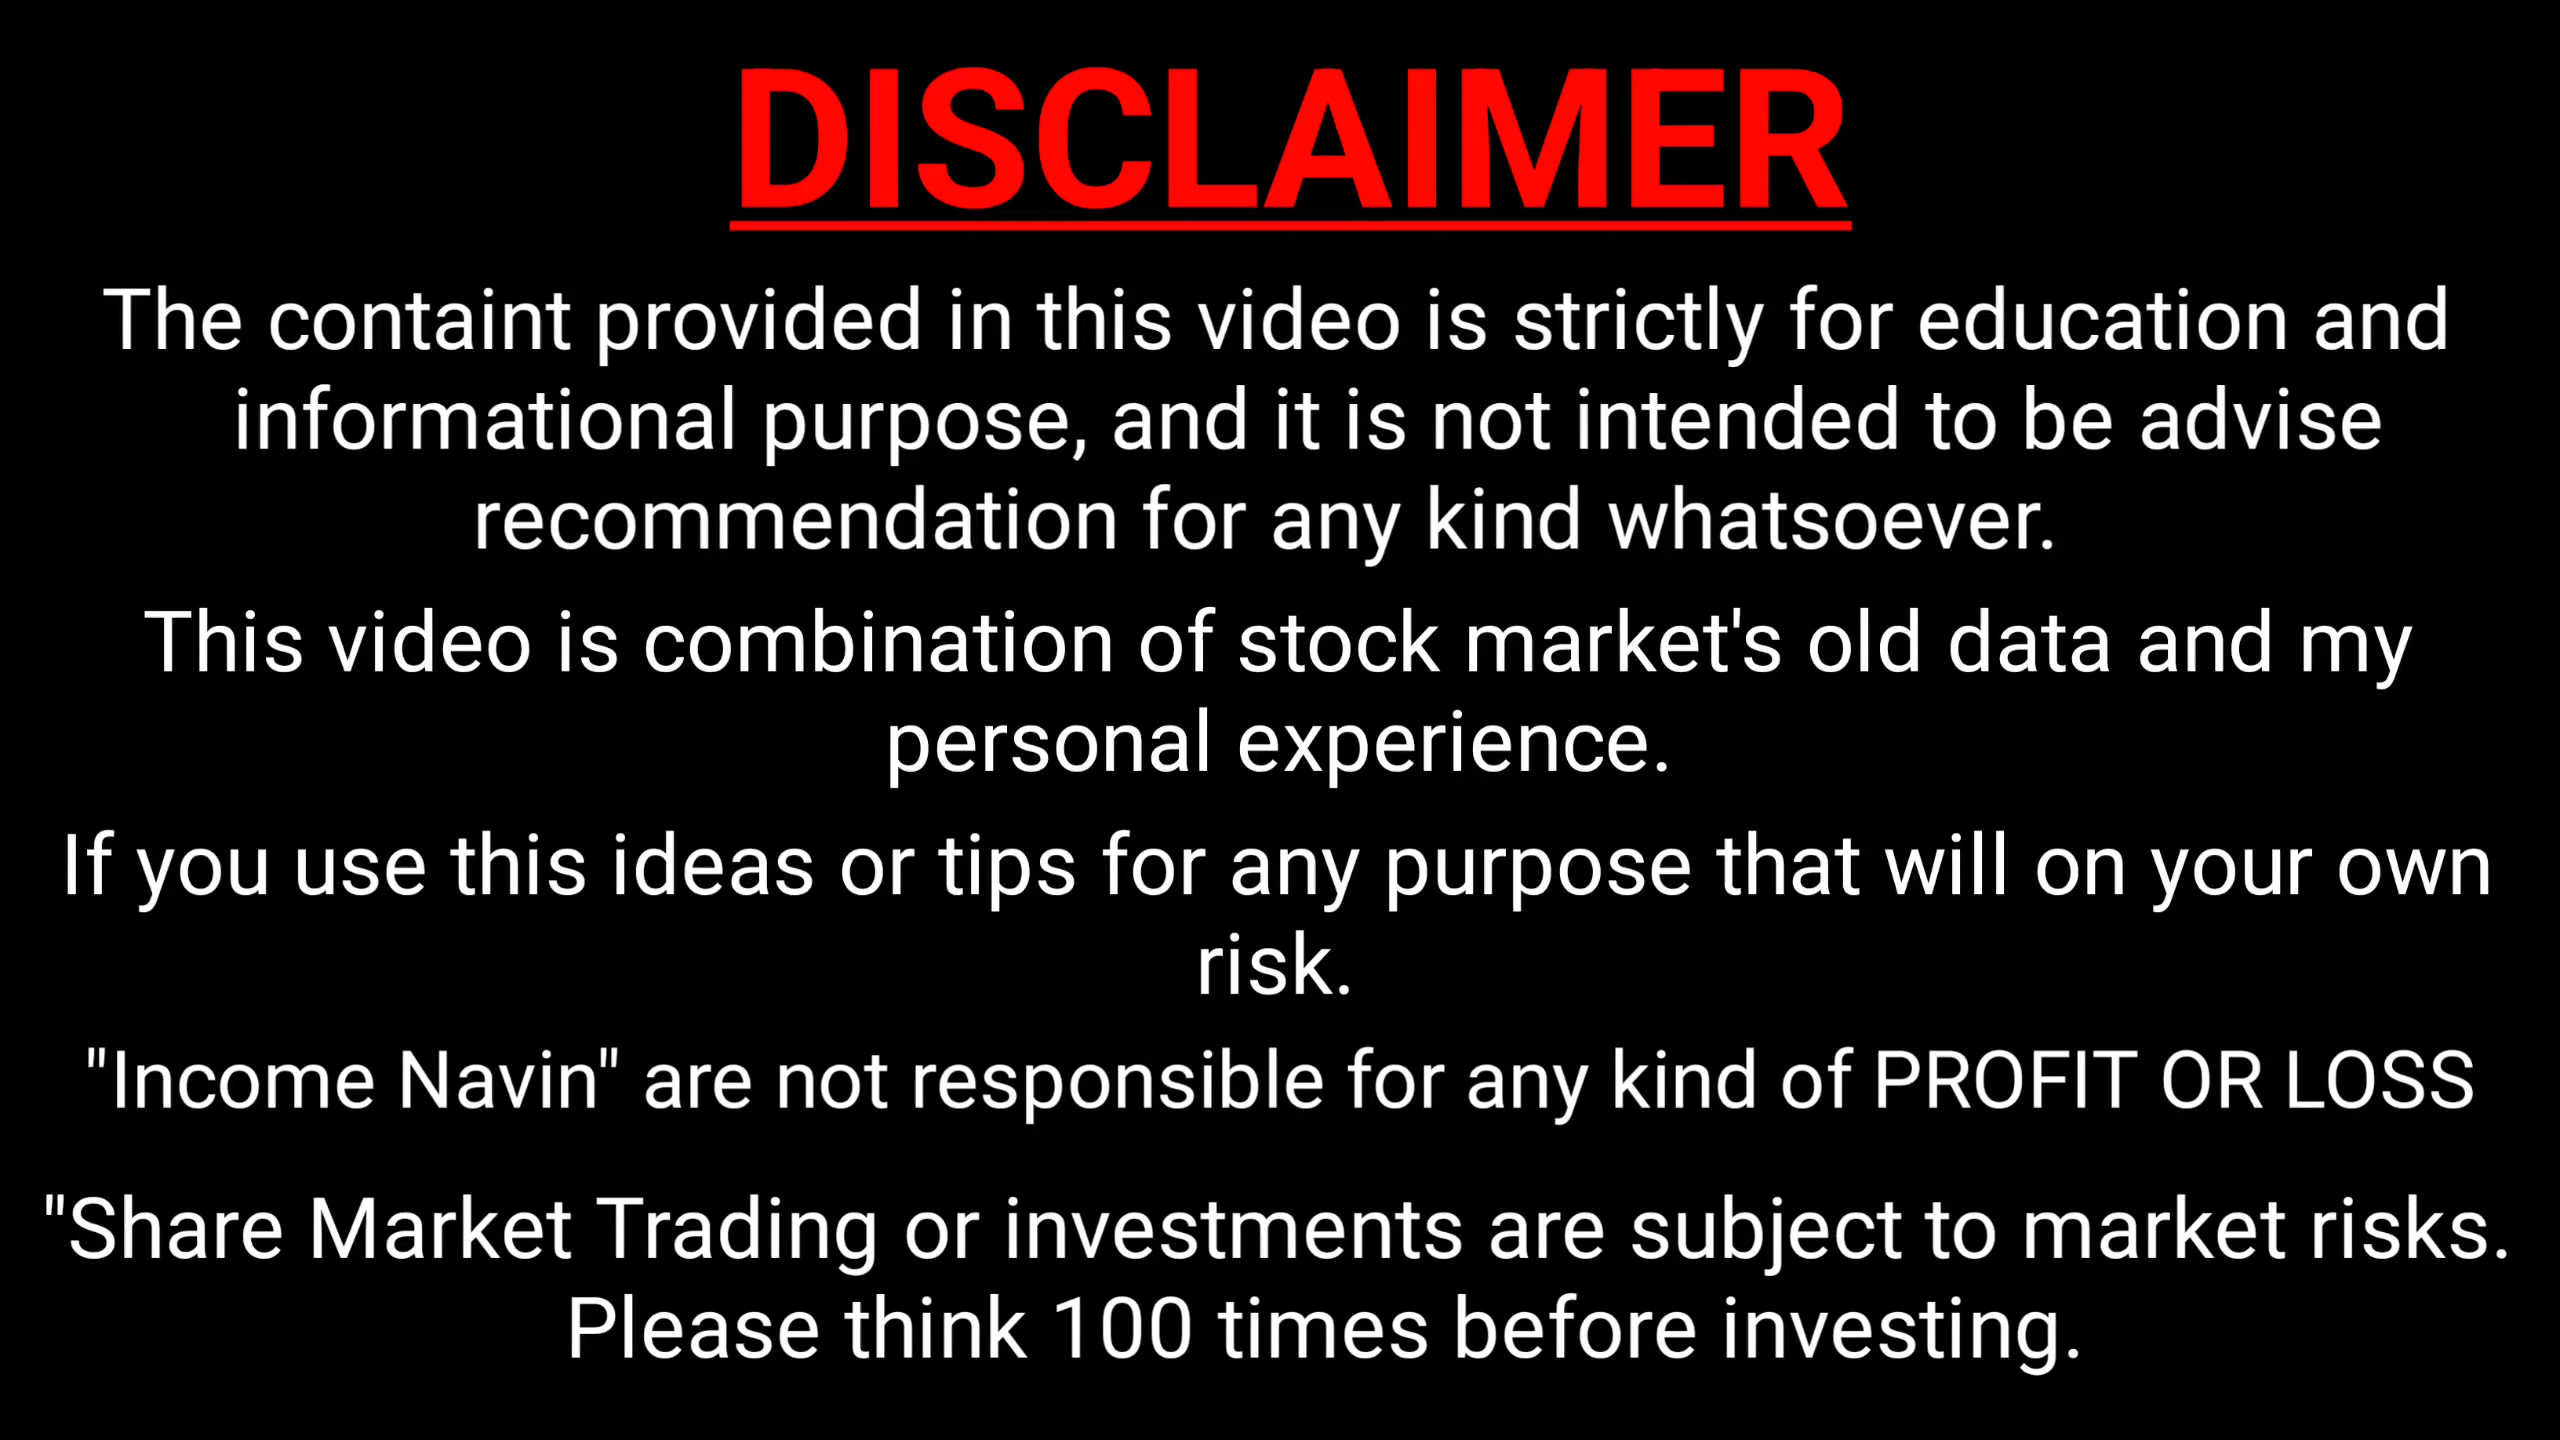 DISCLAIMER
The containt provided in this video is strictly for education and
informational purpose, and it is not intended to be advise
recommendation for any kind whatsoever.
This video is combination of stock market's old data and my
personal experience.
If you use this ideas or tips for any purpose that will on your own
risk.
"Income Navin" are not responsible for any kind of PROFIT OR LOSS
"Share Market Trading or investments are subject to market risks.
Please think 100 times before investing.